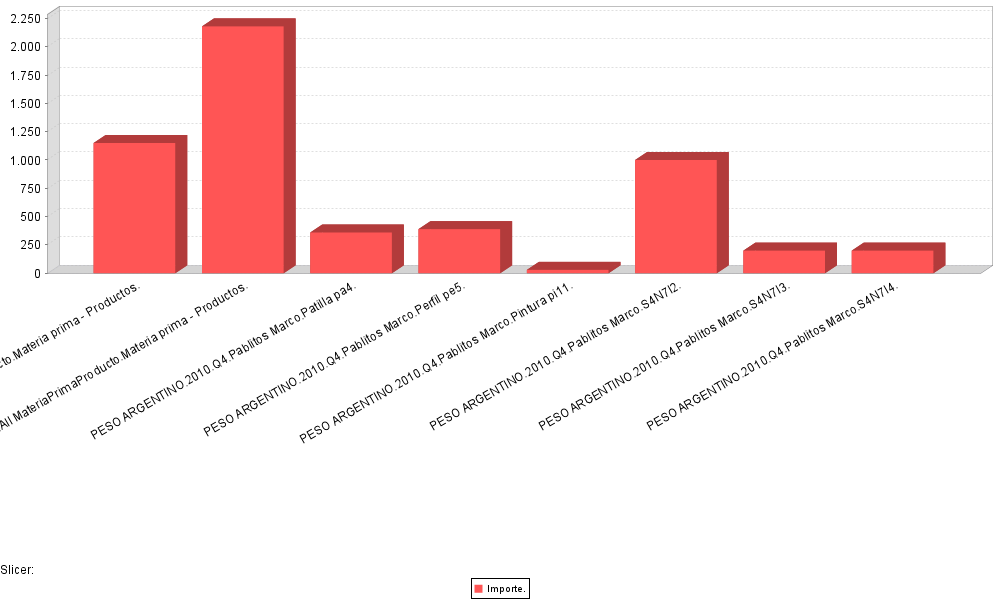 2.250
2.000
1.750
1.500
1.250
1.000
750
500
250
0
cto.Materia prima - Productos.
All MateriaPrimaProducto.Materia prima - Productos.
PESO ARGENTINO.2010.Q4.Pablitos Marco.Patilla pa4.
PESO ARGENTINO.2010.Q4.Pablitos Marco.Perfil pe5.
PESO ARGENTINO.2010.Q4.Pablitos Marco.Pintura pi11.
PESO ARGENTINO.2010.Q4.Pablitos Marco.S4N7I2.
PESO ARGENTINO.2010.Q4.Pablitos Marco.S4N7I3.
PESO ARGENTINO.2010.Q4.Pablitos Marco.S4N7I4.
Slicer:
Importe.